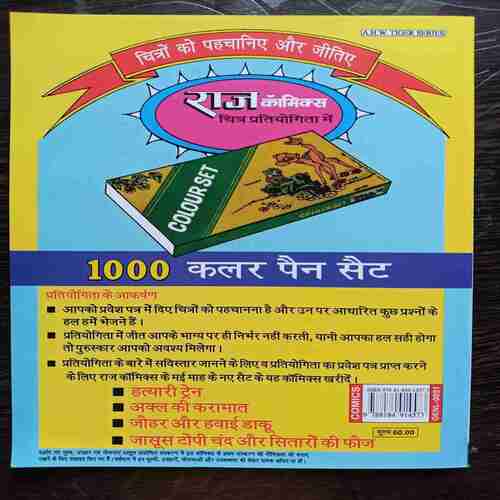 A.H.W. TIGER SERIES
चित्रों को पहचानिए और जीतिए
राज कॉमिक्स
चित्र प्रतियोगिता में
COLOUR SET
1000 कलर पैन सैट
प्रतियोगिता के आकर्षण
आपको प्रवेश पत्र में दिए चित्रों को पहचानना है और उन पर आधारित कुछ प्रश्नों के
हल हमें भेजने हैं ।
प्रतियोगिता में जीत आपके भाग्य पर ही निर्भर नहीं करती, यानी आपका हल सही होगा
तो पुरुस्कार आपको अवश्य मिलेगा ।
प्रतियोगिता के बारे में सविस्तार जानने के लिए व प्रतियोगिता का प्रवेश पत्र प्राप्त करने
के लिए राज कॉमिक्स के मई माह के नए सैट के यह कॉमिक्स खरीदें ।
हत्यारी ट्रेन
अक्ल की करामात
जौहर और हवाई डाकू
जासूस टोपी चंद और सितारों की फौज
COMICS
मूल्य 60.00